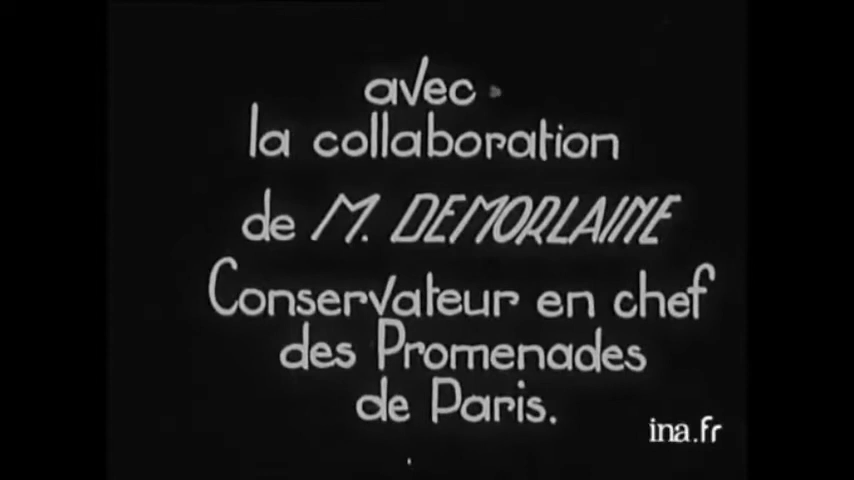 avec
la collaboration
de M. DEMORLAINE
Conservateur en chef
des Promenades
de Paris.
ina.fr